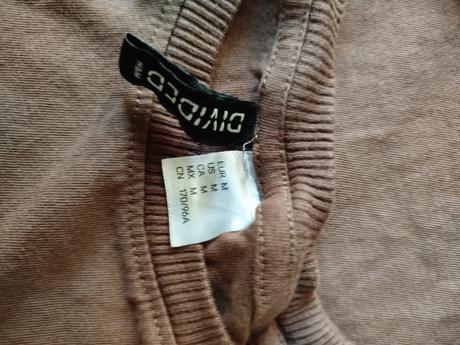 DIVIDED
H&M
EUR M
US M
CA M
MX M
CN 170/96A